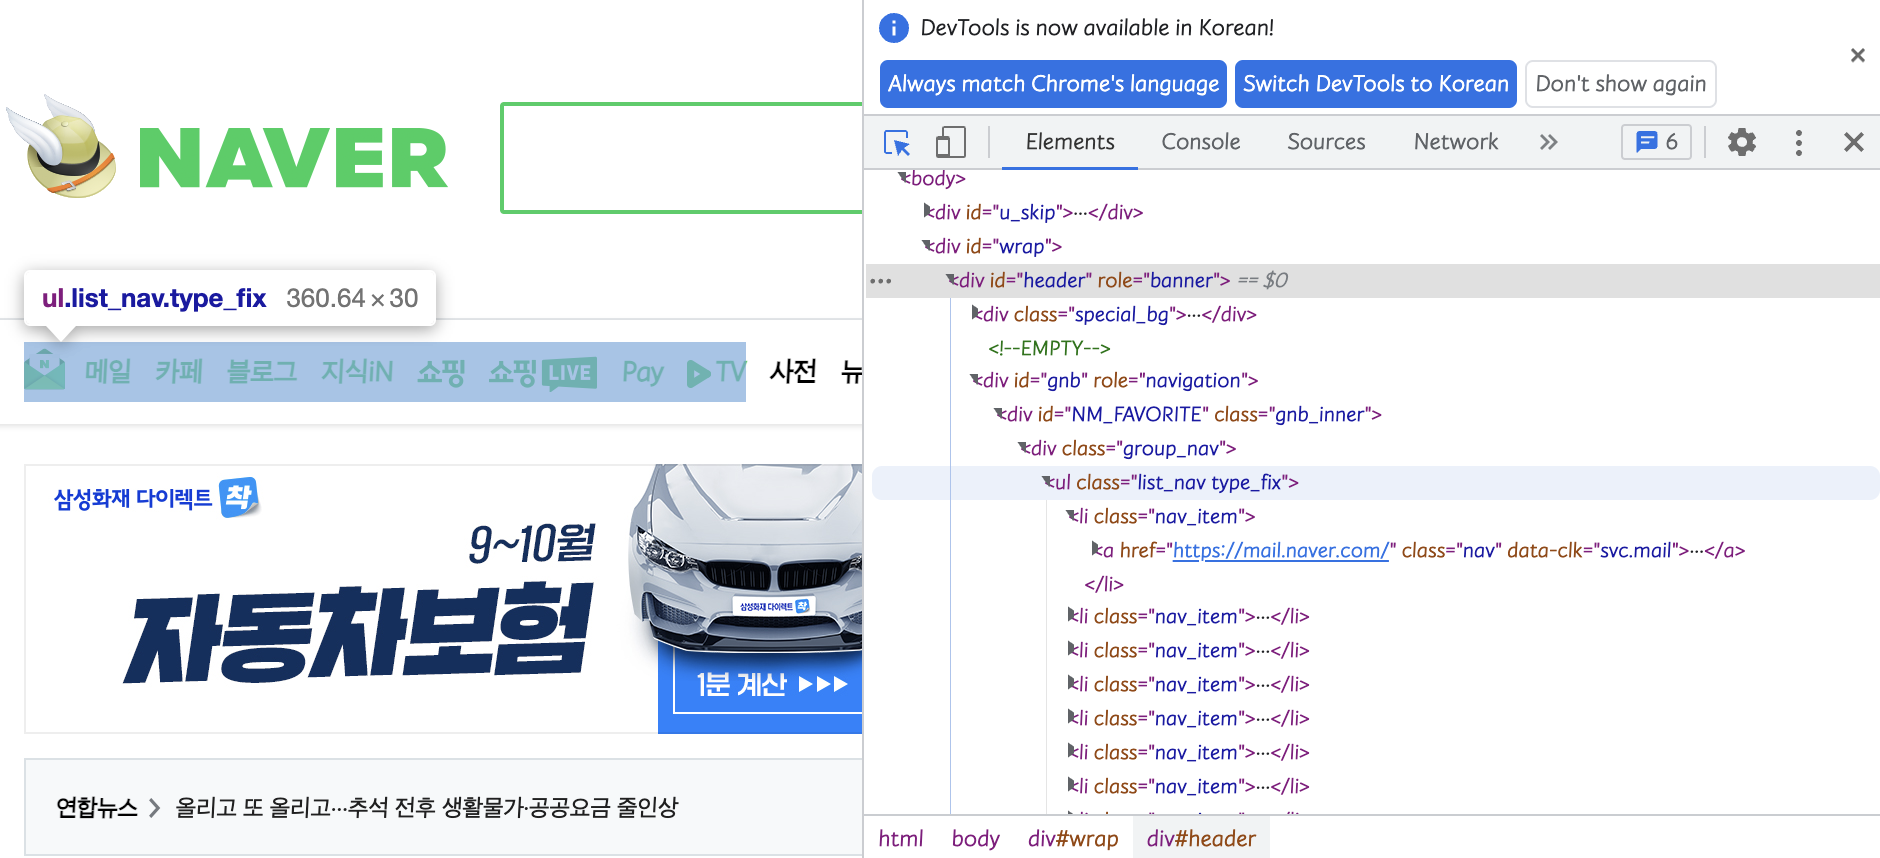 NAVER
ul.list_nav.type_fix 360.64 × 30
N 메일 카페 블로그 지식iN 쇼핑 쇼핑 LIVE Pay TV 사전
삼성화재 다이렉트 착
9~10월
자동차보험
삼성화재 다이렉트 착
1분 계산
연합뉴스 올리고 또 올리고…추석 전후 생활물가·공공요금 줄인상
DevTools is now available in Korean!
Always match Chrome's language Switch DevTools to Korean Don't show again
Elements Console Sources Network 6
<body>
<div id="u_skip">…</div>
<div id="wrap">
<div id="header" role="banner"> == $0
<div class="special_bg">…</div>
<!--EMPTY-->
<div id="gnb" role="navigation">
<div id="NM_FAVORITE" class="gnb_inner">
<div class="group_nav">
<ul class="list_nav type_fix">
<li class="nav_item">
<a href="https://mail.naver.com/" class="nav" data-clk="svc.mail">…</a>
</li>
<li class="nav_item">…</li>
<li class="nav_item">…</li>
<li class="nav_item">…</li>
<li class="nav_item">…</li>
<li class="nav_item">…</li>
<li class="nav_item">…</li>
html body div#wrap div#header